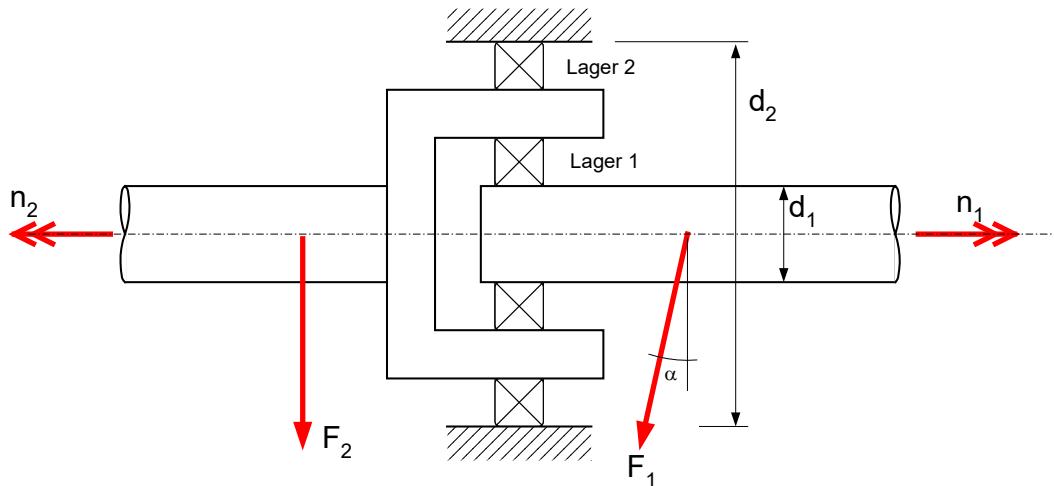 Lager 2
d₂
Lager 1
n₂
d₁
n₁
α
F₂
F₁